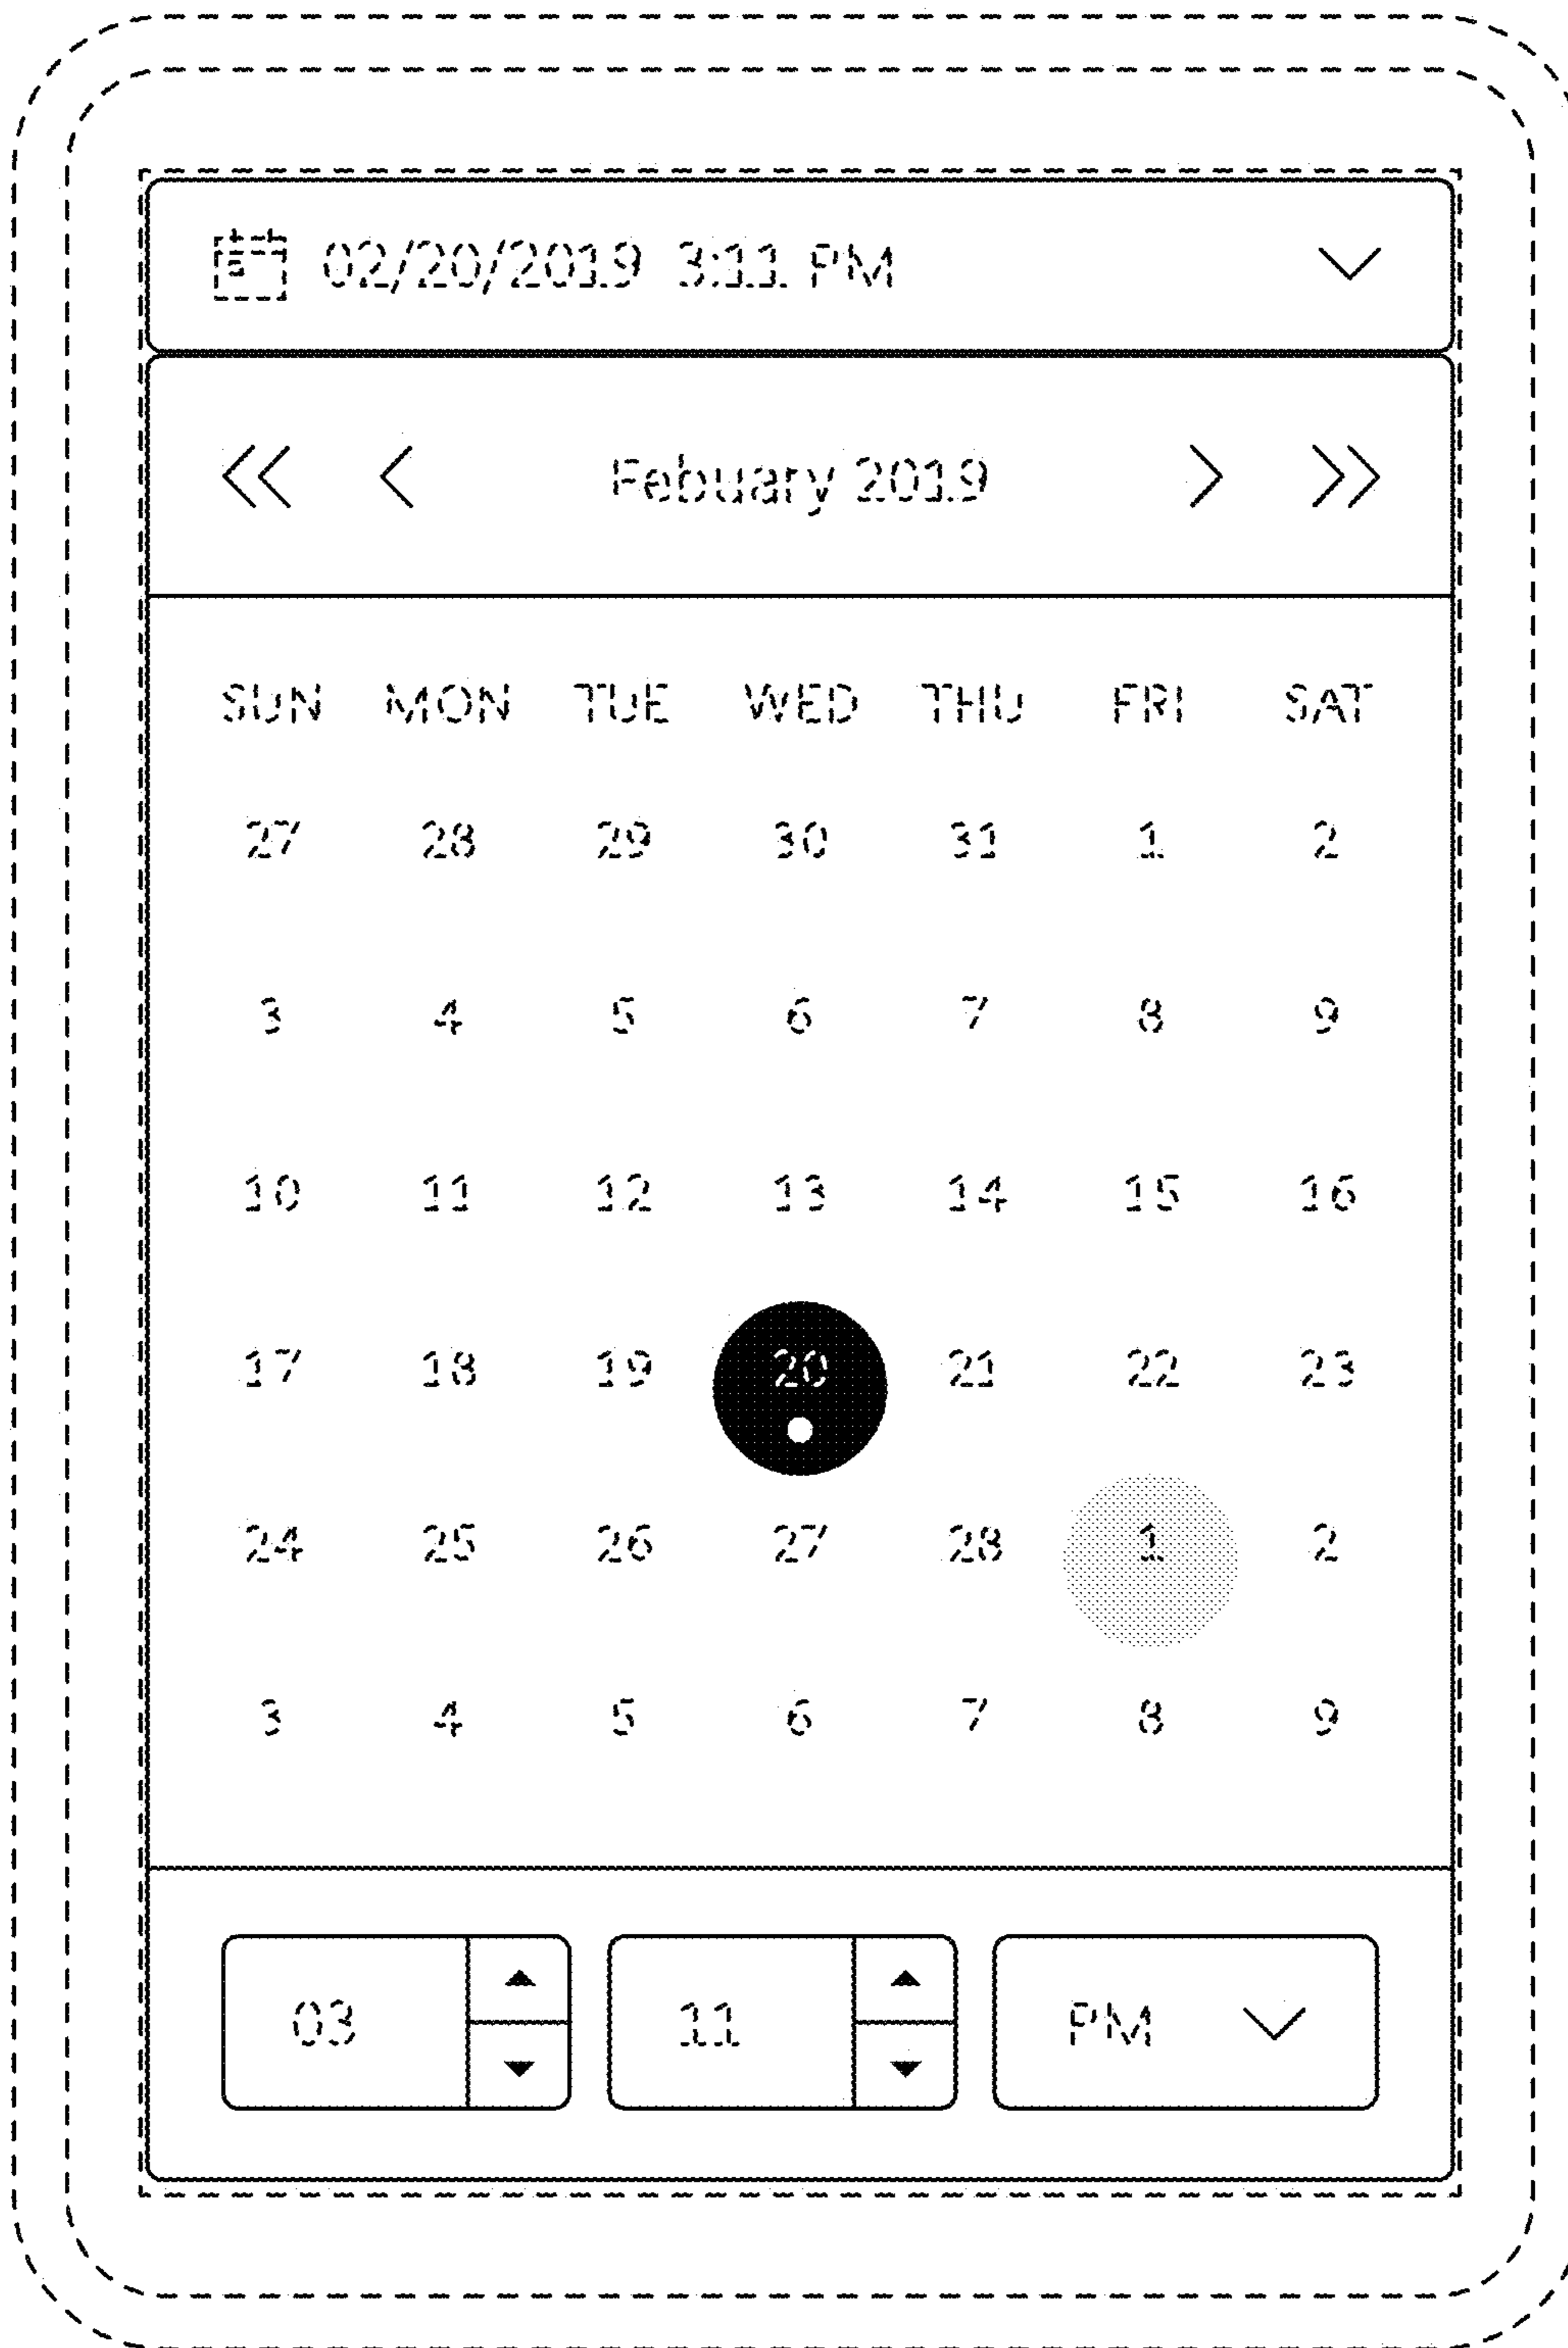 02/20/2019 3:11 PM
Febuary 2019
SUN MON TUE WED THU FRI SAT
27 28 29 30 31 1 2
3 4 5 6 7 8 9
10 11 12 13 14 15 16
17 18 19 20 21 22 23
24 25 26 27 28 1 2
3 4 5 6 7 8 9
03 11 PM